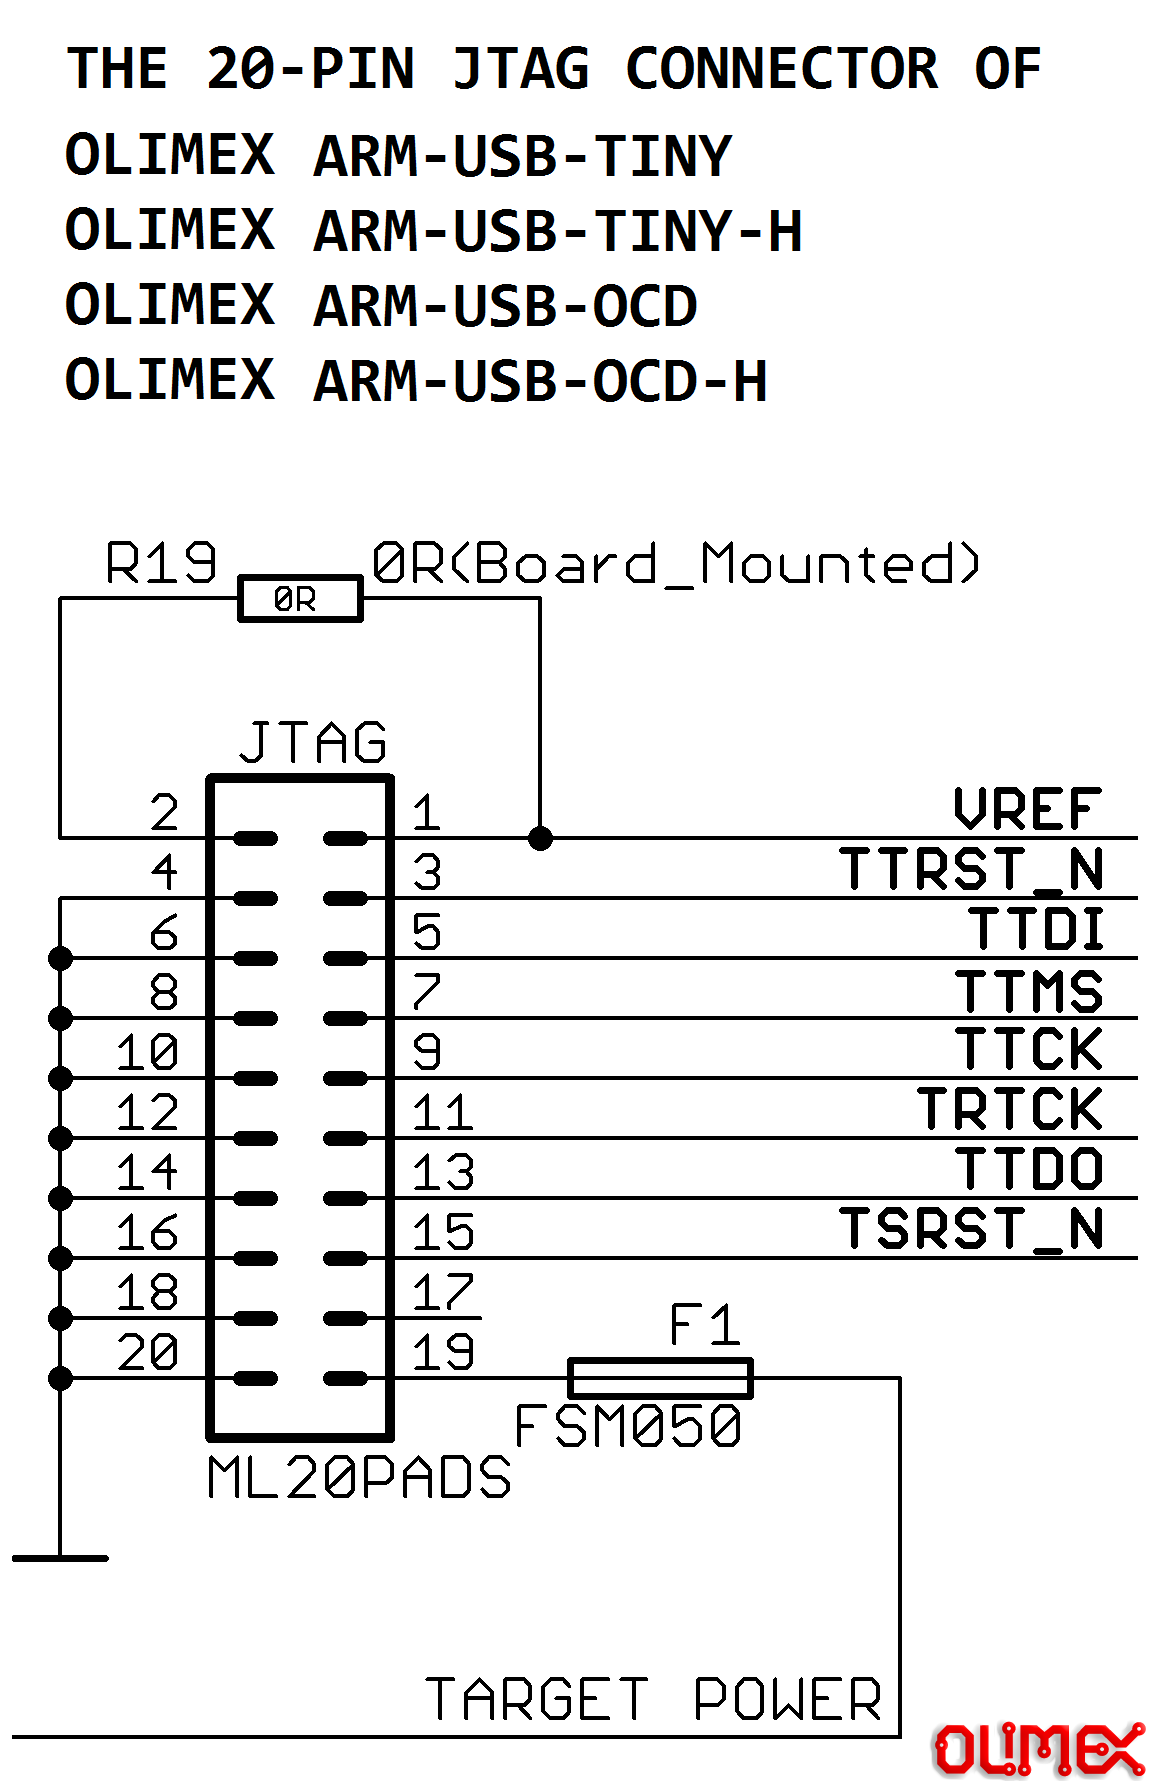 THE 20-PIN JTAG CONNECTOR OF
OLIMEX ARM-USB-TINY
OLIMEX ARM-USB-TINY-H
OLIMEX ARM-USB-OCD
OLIMEX ARM-USB-OCD-H
R19 0R(Board_Mounted)
0R
JTAG
2 1 VREF
4 3 TTRST_N
6 5 TTDI
8 7 TTMS
10 9 TTCK
12 11 TRTCK
14 13 TTDO
16 15 TSRST_N
18 17
20 19
F1
FSM050
ML20PADS
TARGET POWER
OLIMEX